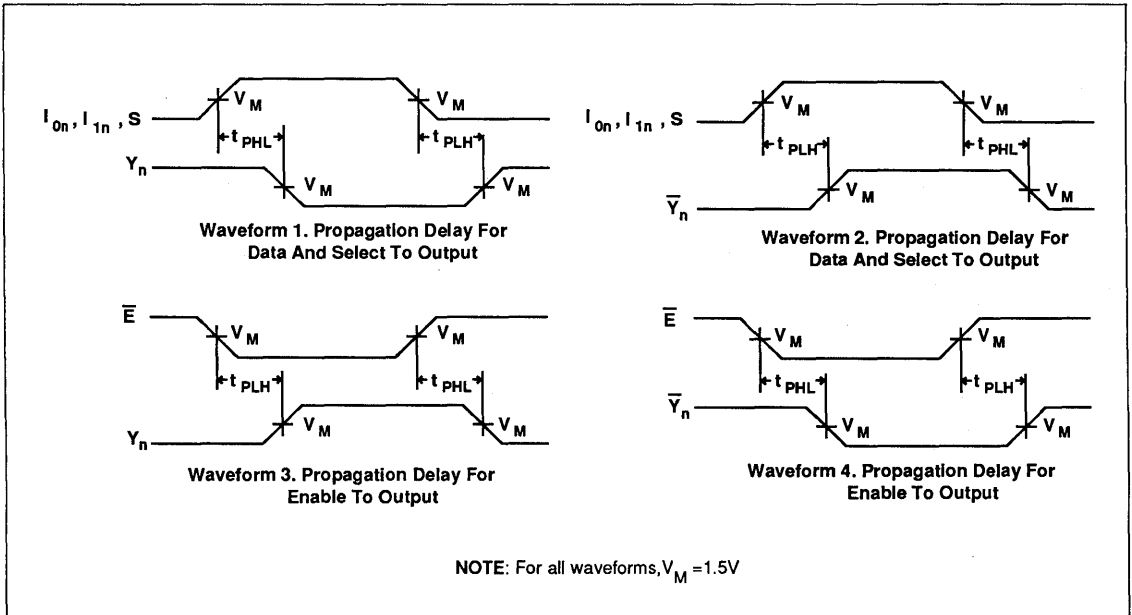 I0n, I1n, S
VM
VM
tPHL
tPLH
Yn
VM
VM
Waveform 1. Propagation Delay For
Data And Select To Output
I0n, I1n, S
VM
VM
tPLH
tPHL
Y̅n
VM
VM
Waveform 2. Propagation Delay For
Data And Select To Output
E̅
VM
VM
tPLH
tPHL
Yn
VM
VM
Waveform 3. Propagation Delay For
Enable To Output
E̅
VM
VM
tPHL
tPLH
Y̅n
VM
VM
Waveform 4. Propagation Delay For
Enable To Output
NOTE: For all waveforms,VM =1.5V